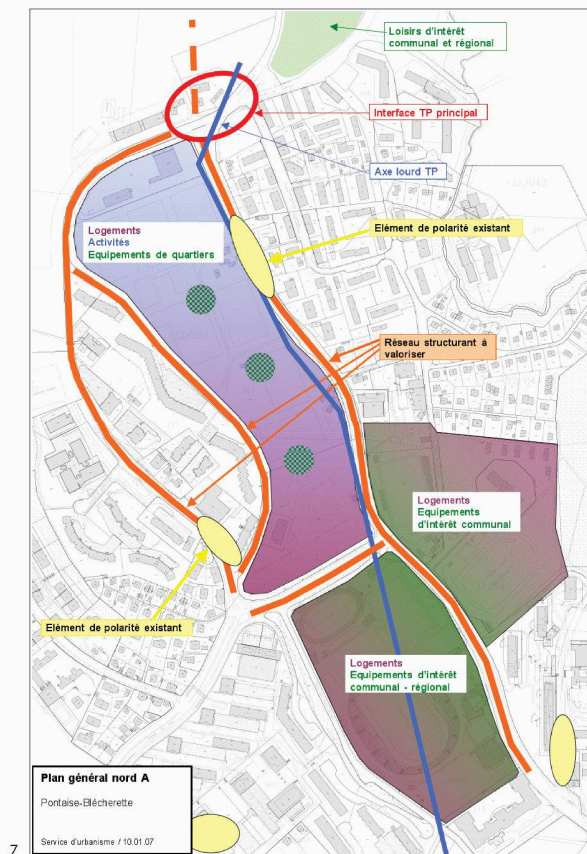 Loisirs d'intérêt
communal et régional
Interface TP principal
Axe lourd TP
Elément de polarité existant
Logements
Activités
Equipements de quartiers
Réseau structurant à
valoriser
Logements
Equipements
d'intérêt communal
Elément de polarité existant
Logements
Equipements d'intérêt
communal - régional
Plan général nord A
Pontaise-Blécherette
Service d'urbanisme / 10.01.07
7